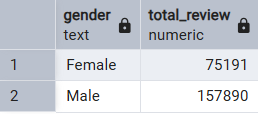 gender total_review
text numeric
1 Female 75191
2 Male 157890